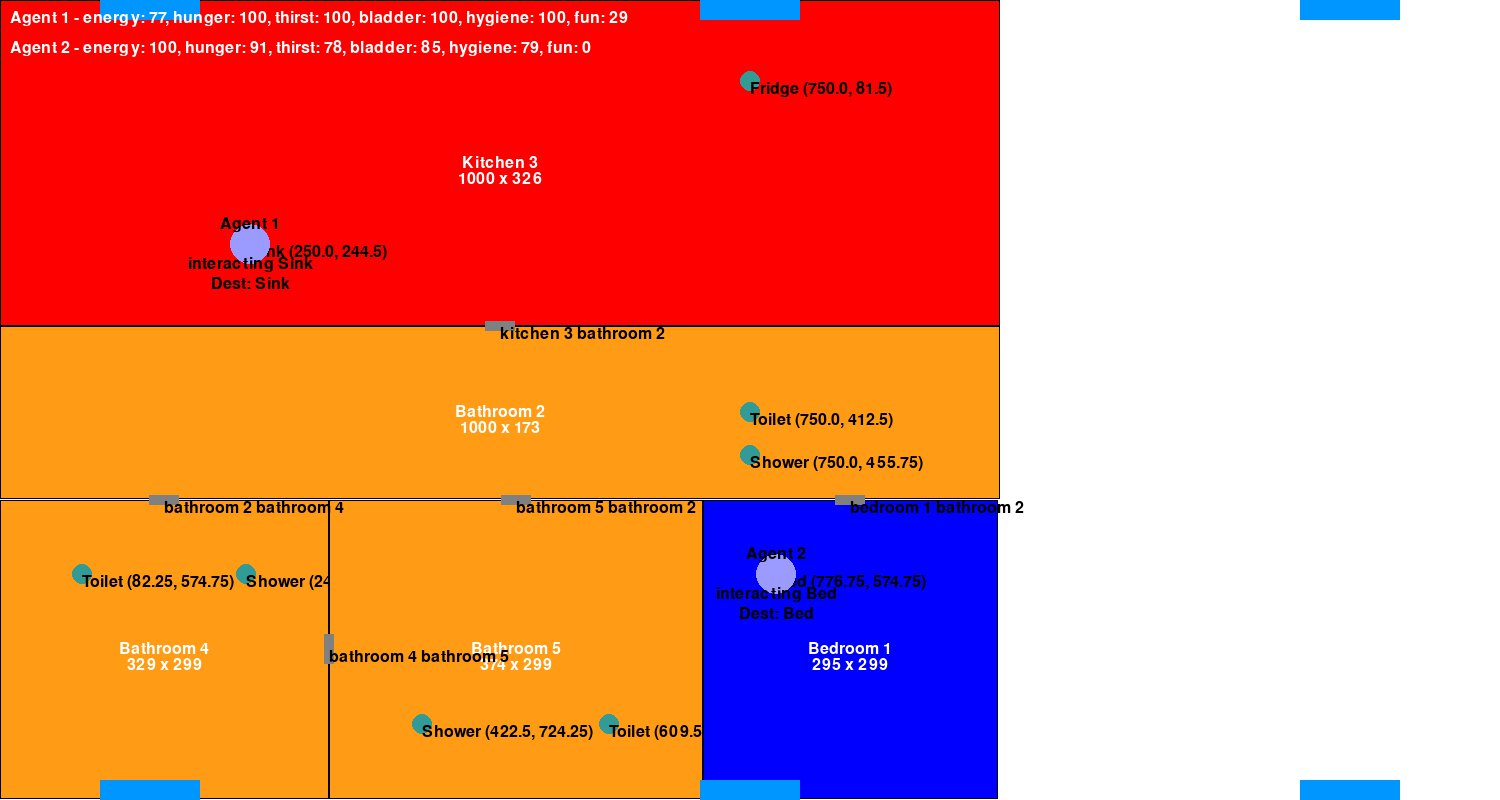 Agent 1 - energy: 77, hunger: 100, thirst: 100, bladder: 100, hygiene: 100, fun: 29
Agent 2 - energy: 100, hunger: 91, thirst: 78, bladder: 85, hygiene: 79, fun: 0
Fridge (750.0, 81.5)
Kitchen 3
1000 x 326
Agent 1
nk (250.0, 244.5)
interacting Sink
Dest: Sink
kitchen 3 bathroom 2
Bathroom 2
1000 x 173
Toilet (750.0, 412.5)
Shower (750.0, 455.75)
bathroom 2 bathroom 4
bathroom 5 bathroom 2
bedroom 1 bathroom 2
Agent 2
Toilet (82.25, 574.75)
Shower (24
d (776.75, 574.75)
interacting Bed
Dest: Bed
Bathroom 4
329 x 299
Bathroom 5
374 x 299
bathroom 4 bathroom 5
Bedroom 1
295 x 299
Shower (422.5, 724.25)
Toilet (609.5